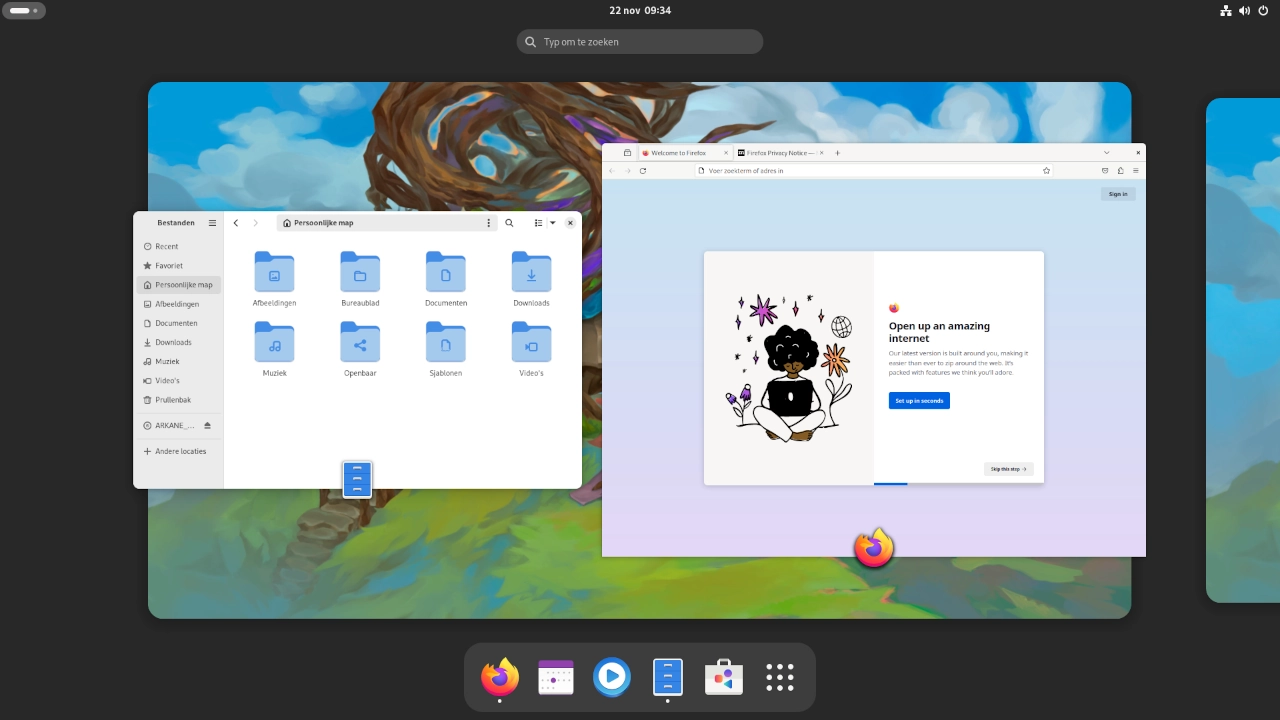 22 nov 09:34
Typ om te zoeken
Bestanden
Persoonlijke map
Recent
Favoriet
Persoonlijke map
Afbeeldingen
Documenten
Downloads
Muziek
Video's
Prullenbak
ARKANE_...
Andere locaties
Afbeeldingen
Bureaublad
Documenten
Downloads
Muziek
Openbaar
Sjablonen
Video's
Welcome to Firefox
Firefox Privacy Notice —
Voer zoekterm of adres in
Sign in
Open up an amazing
internet
Our latest version is built around you, making it
easier than ever to zip around the web. It's
packed with features we think you'll adore.
Set up in seconds
Skip this step